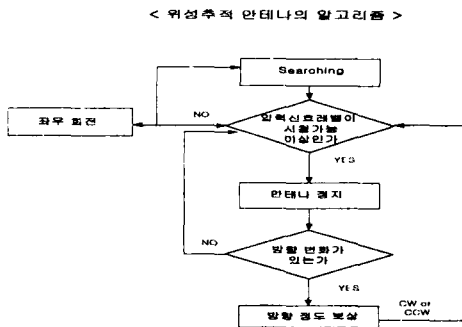 < 위성추적 안테나의 알고리즘 >
Searching
좌우 회전
NO
입력신호레벨이
시청가능
이상인가
YES
안테나 정지
NO
방향 변화가
있는가
YES
방향 정도 보상
CW or
CCW